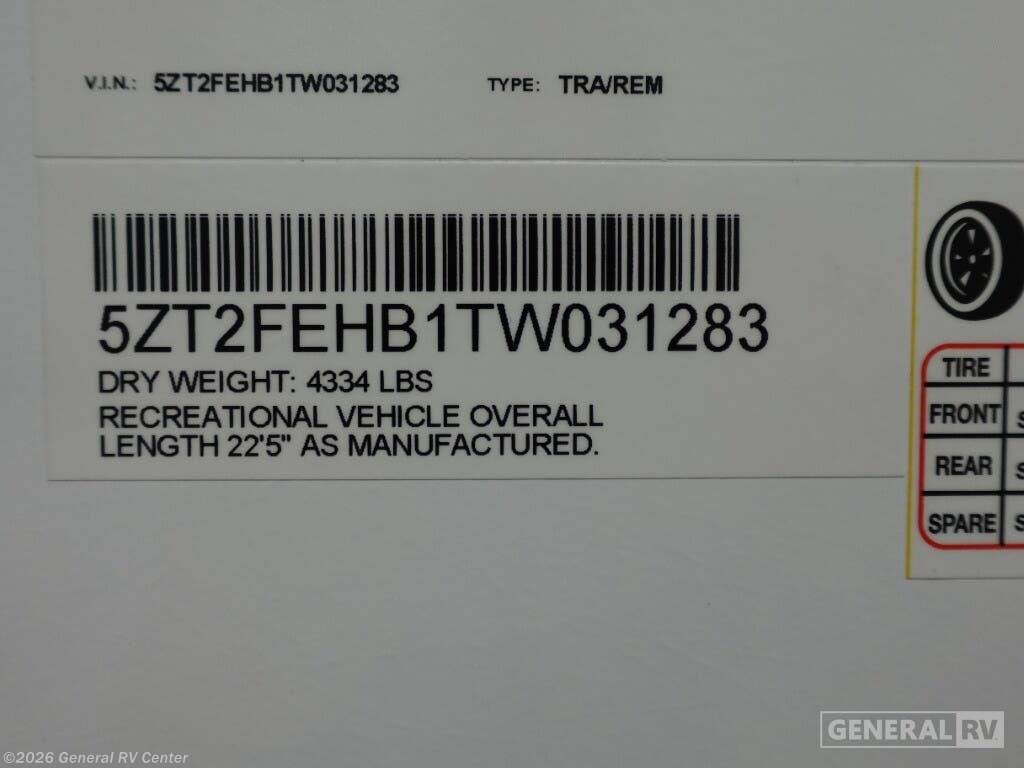 V.I.N.: 5ZT2FEHB1TW031283 TYPE: TRA/REM
5ZT2FEHB1TW031283
DRY WEIGHT: 4334 LBS
RECREATIONAL VEHICLE OVERALL
LENGTH 22'5" AS MANUFACTURED.
TIRE
FRONT S
REAR S
SPARE S
GENERAL RV
©2026 General RV Center